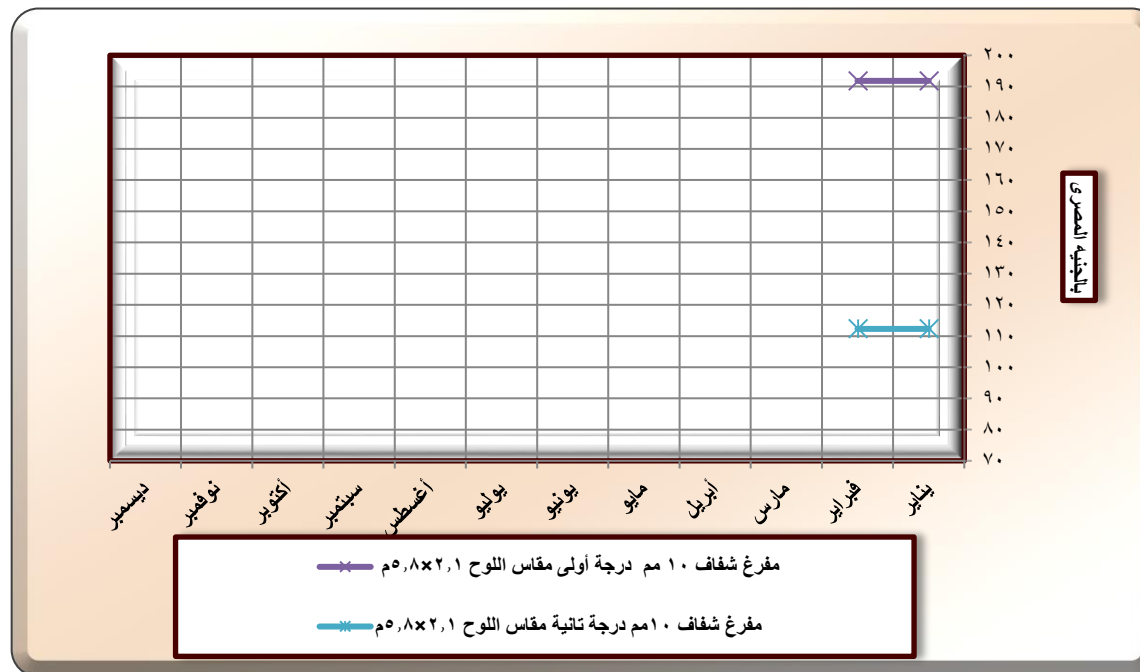 ٢٠٠
١٩٠
١٨٠
١٧٠
١٦٠
١٥٠
١٤٠
١٣٠
١٢٠
١١٠
١٠٠
٩٠
٨٠
٧٠
بالجنيه المصرى
يناير
فبراير
مارس
أبريل
مايو
يونيو
يوليو
أغسطس
سبتمبر
أكتوبر
نوفمبر
ديسمبر
مفرغ شفاف ١٠ مم درجة أولى مقاس اللوح ٢,١×٥,٨م
مفرغ شفاف ١٠مم درجة تانية مقاس اللوح ٢,١×٥,٨م